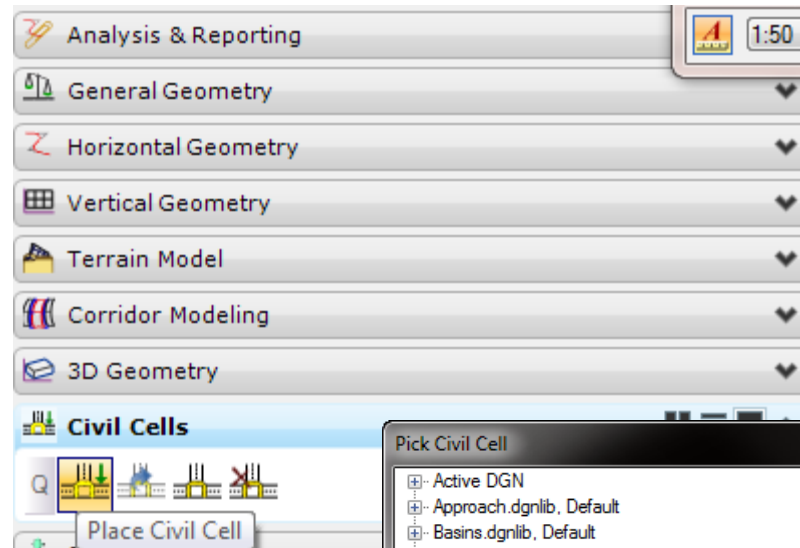 Analysis & Reporting
A 1:50
General Geometry
Horizontal Geometry
Vertical Geometry
Terrain Model
Corridor Modeling
3D Geometry
Civil Cells
Pick Civil Cell
Active DGN
Approach.dgnlib, Default
Basins.dgnlib, Default
Q
Place Civil Cell